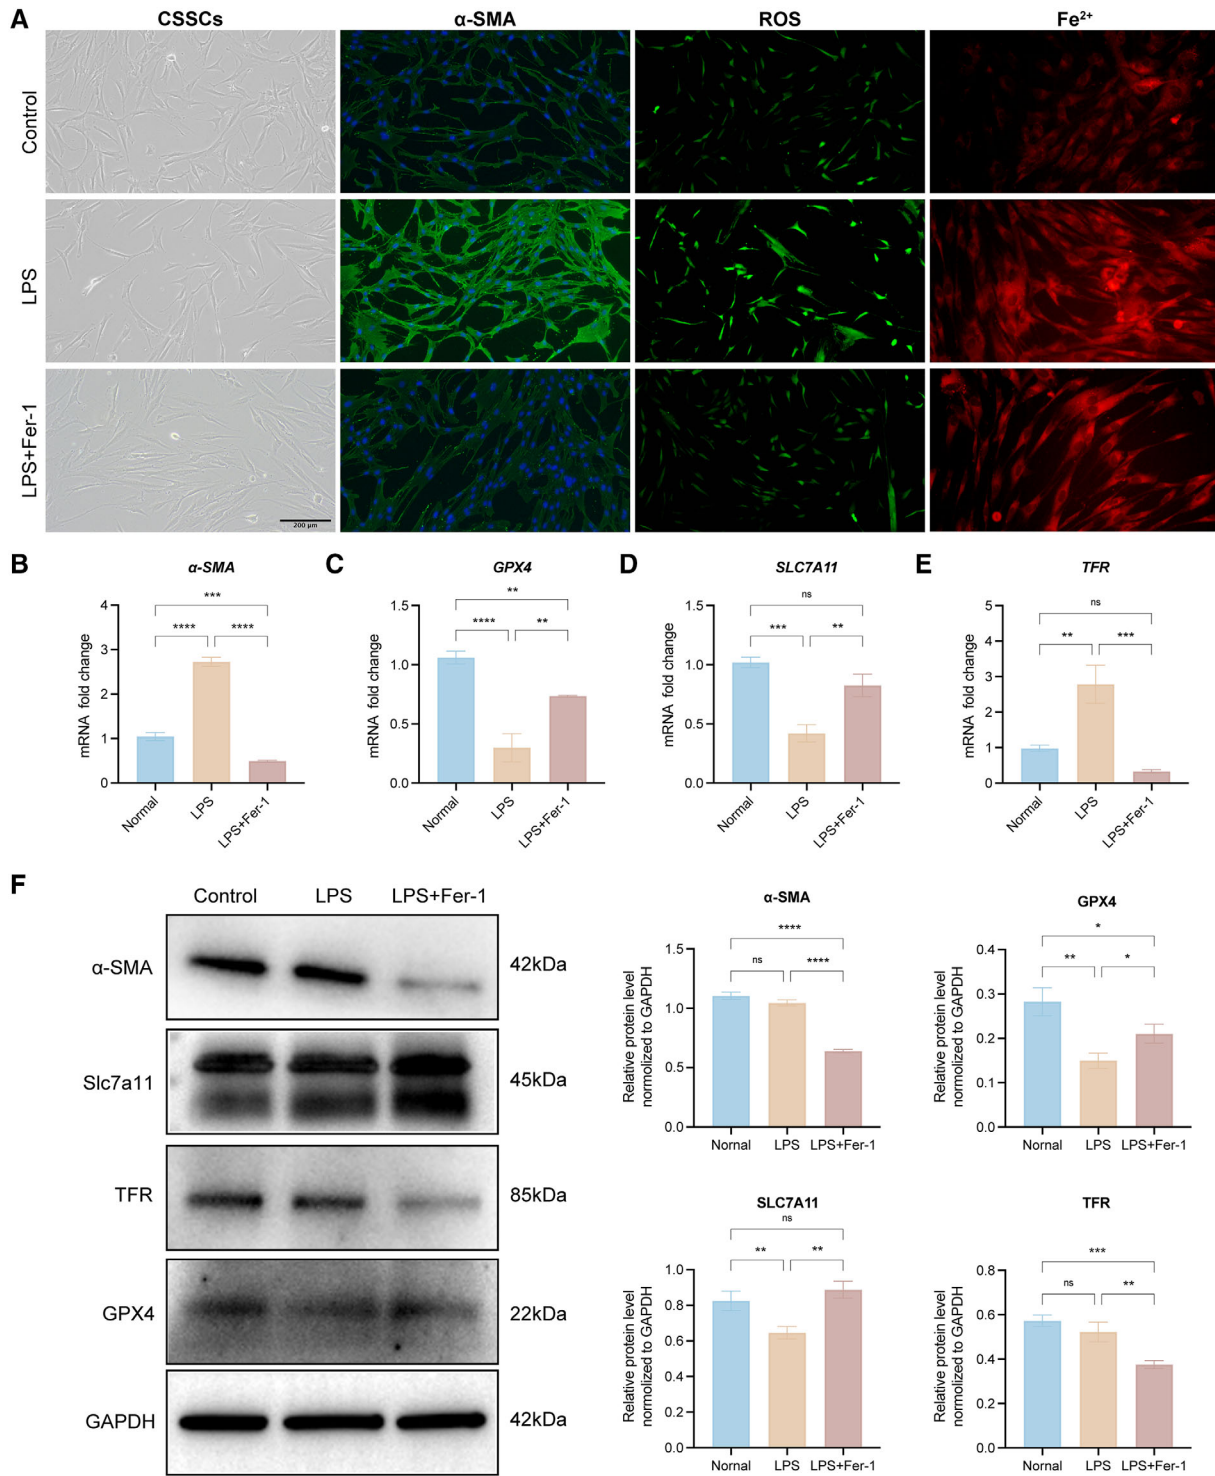 A
CSSCs
α-SMA
ROS
Fe²⁺
Control
LPS
LPS+Fer-1
200 μm
B
α-SMA
mRNA fold change
4
3
2
1
0
***
****
****
Normal
LPS
LPS+Fer-1
C
GPX4
mRNA fold change
1.5
1.0
0.5
0.0
**
****
**
Normal
LPS
LPS+Fer-1
D
SLC7A11
mRNA fold change
1.5
1.0
0.5
0.0
ns
***
**
Normal
LPS
LPS+Fer-1
E
TFR
mRNA fold change
5
4
3
2
1
0
ns
**
***
Normal
LPS
LPS+Fer-1
F
Control
LPS
LPS+Fer-1
α-SMA
42kDa
Slc7a11
45kDa
TFR
85kDa
GPX4
22kDa
GAPDH
42kDa
α-SMA
Relative protein level
normolized to GAPDH
1.5
1.0
0.5
0.0
****
ns
****
Nornal
LPS
LPS+Fer-1
GPX4
Relative protein level
normolized to GAPDH
0.4
0.3
0.2
0.1
0.0
*
**
*
Nornal
LPS
LPS+Fer-1
SLC7A11
Relative protein level
normolized to GAPDH
1.0
0.8
0.6
0.4
0.2
0.0
ns
**
**
Nornal
LPS
LPS+Fer-1
TFR
Relative protein level
normolized to GAPDH
0.8
0.6
0.4
0.2
0.0
***
ns
**
Nornal
LPS
LPS+Fer-1